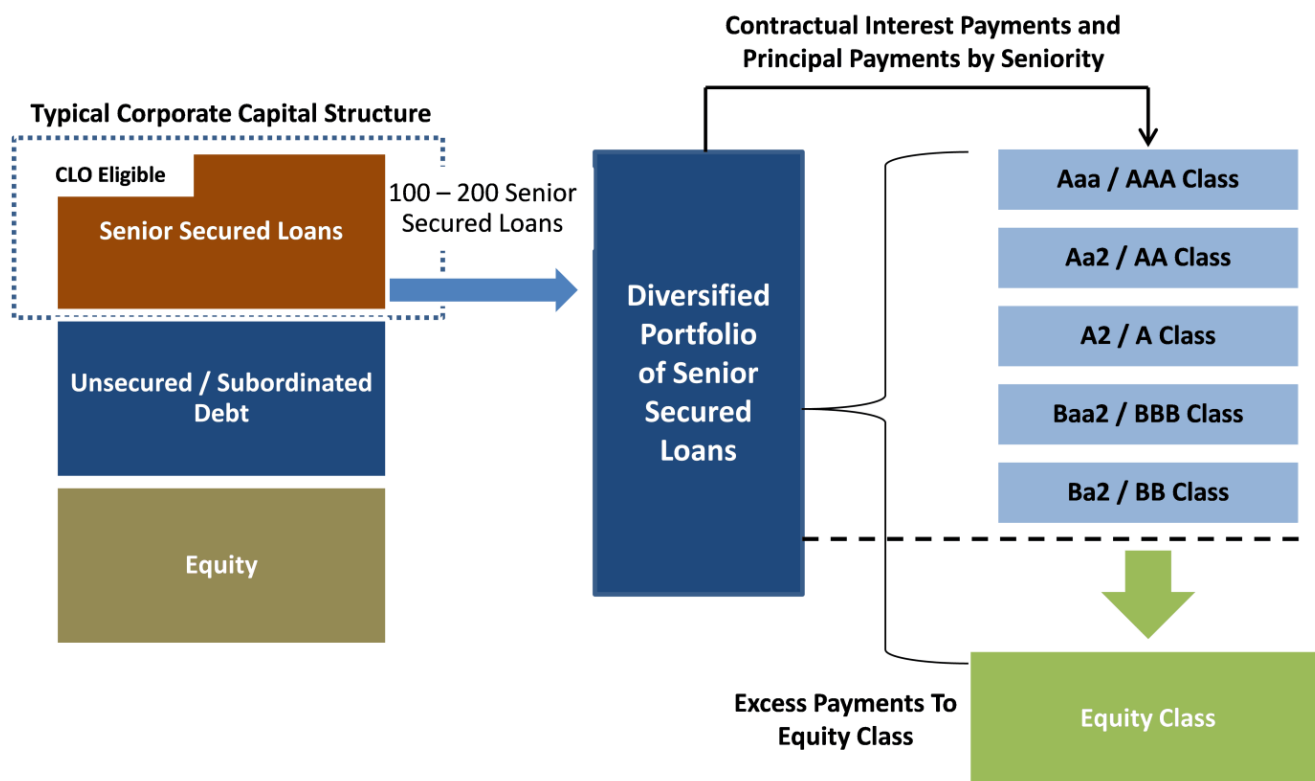 Contractual Interest Payments and
Principal Payments by Seniority
Typical Corporate Capital Structure
CLO Eligible
Senior Secured Loans
100 – 200 Senior
Secured Loans
Unsecured / Subordinated
Debt
Equity
Diversified
Portfolio
of Senior
Secured
Loans
Aaa / AAA Class
Aa2 / AA Class
A2 / A Class
Baa2 / BBB Class
Ba2 / BB Class
Excess Payments To
Equity Class
Equity Class